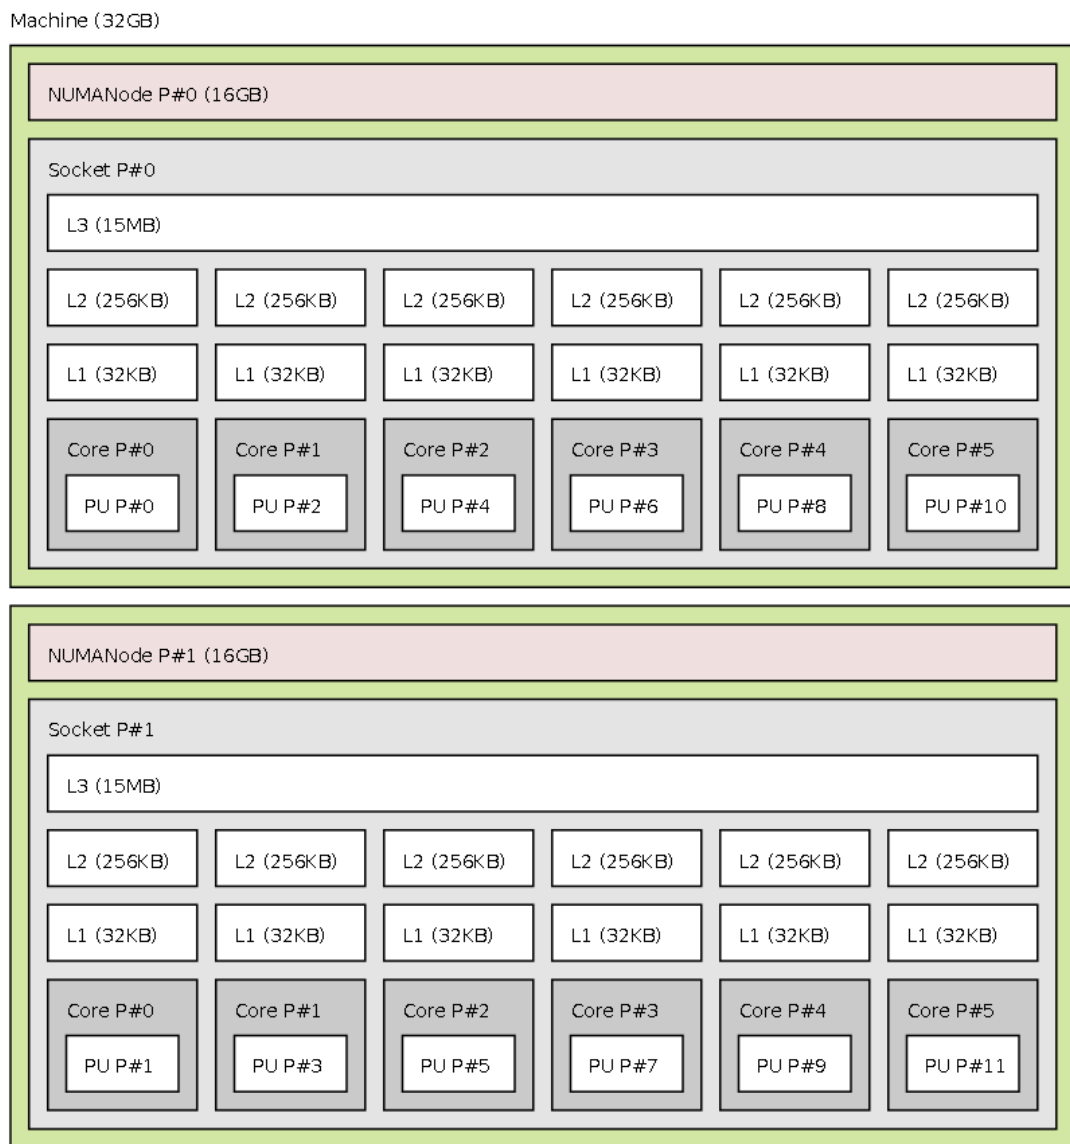 Machine (32GB)
NUMANode P#0 (16GB)
Socket P#0
L3 (15MB)
L2 (256KB) L2 (256KB) L2 (256KB) L2 (256KB) L2 (256KB) L2 (256KB)
L1 (32KB) L1 (32KB) L1 (32KB) L1 (32KB) L1 (32KB) L1 (32KB)
Core P#0 Core P#1 Core P#2 Core P#3 Core P#4 Core P#5
PU P#0 PU P#2 PU P#4 PU P#6 PU P#8 PU P#10
NUMANode P#1 (16GB)
Socket P#1
L3 (15MB)
L2 (256KB) L2 (256KB) L2 (256KB) L2 (256KB) L2 (256KB) L2 (256KB)
L1 (32KB) L1 (32KB) L1 (32KB) L1 (32KB) L1 (32KB) L1 (32KB)
Core P#0 Core P#1 Core P#2 Core P#3 Core P#4 Core P#5
PU P#1 PU P#3 PU P#5 PU P#7 PU P#9 PU P#11